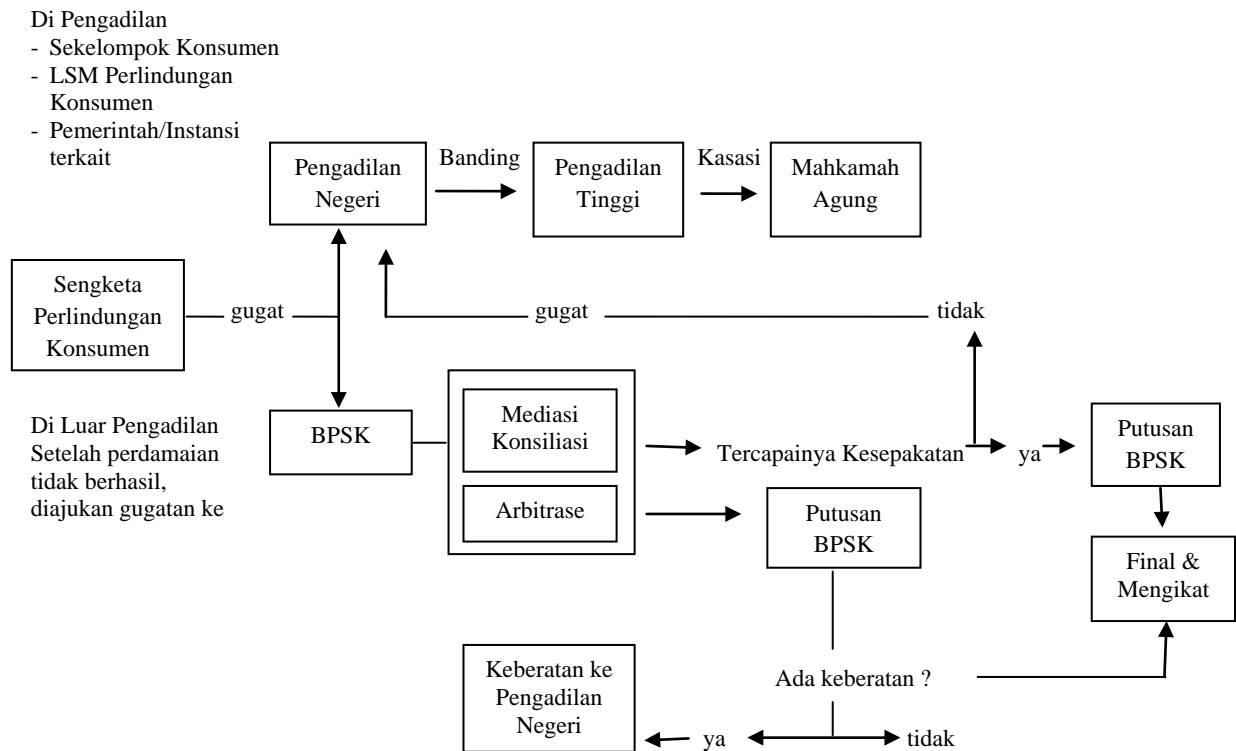 Di Pengadilan
- Sekelompok Konsumen
- LSM Perlindungan
Konsumen
- Pemerintah/Instansi
terkait
Pengadilan
Negeri
Banding
Pengadilan
Tinggi
Kasasi
Mahkamah
Agung
Sengketa
Perlindungan
Konsumen
gugat
gugat
tidak
Di Luar Pengadilan
Setelah perdamaian
tidak berhasil,
diajukan gugatan ke
BPSK
Mediasi
Konsiliasi
Arbitrase
Tercapainya Kesepakatan
ya
Putusan
BPSK
Putusan
BPSK
Final &
Mengikat
Keberatan ke
Pengadilan
Negeri
Ada keberatan ?
ya
tidak